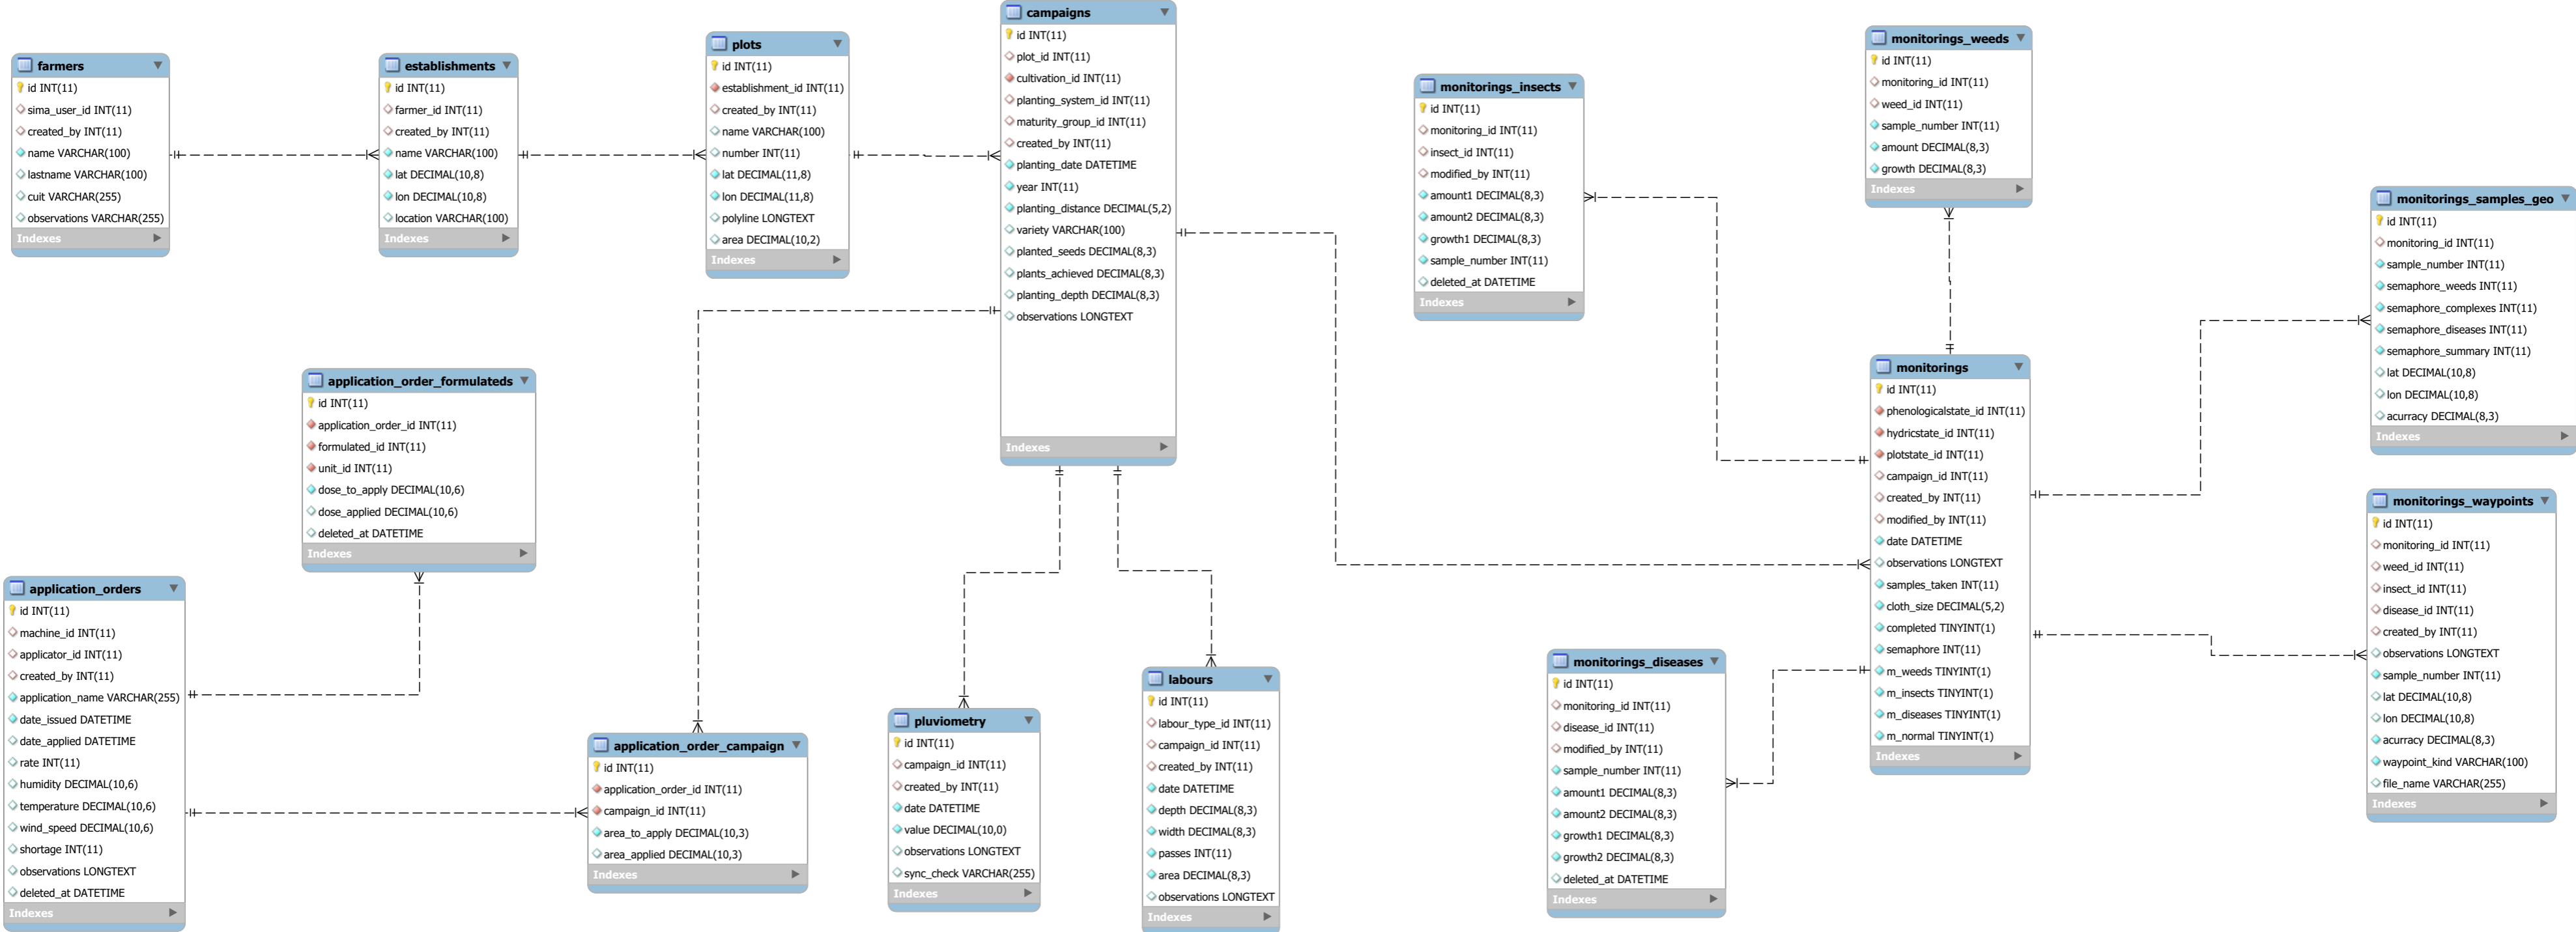 farmers
id INT(11)
sima_user_id INT(11)
created_by INT(11)
name VARCHAR(100)
lastname VARCHAR(100)
cuit VARCHAR(255)
observations VARCHAR(255)
Indexes
establishments
id INT(11)
farmer_id INT(11)
created_by INT(11)
name VARCHAR(100)
lat DECIMAL(10,8)
lon DECIMAL(10,8)
location VARCHAR(100)
Indexes
plots
id INT(11)
establishment_id INT(11)
created_by INT(11)
name VARCHAR(100)
number INT(11)
lat DECIMAL(11,8)
lon DECIMAL(11,8)
polyline LONGTEXT
area DECIMAL(10,2)
Indexes
campaigns
id INT(11)
plot_id INT(11)
cultivation_id INT(11)
planting_system_id INT(11)
maturity_group_id INT(11)
created_by INT(11)
planting_date DATETIME
year INT(11)
planting_distance DECIMAL(5,2)
variety VARCHAR(100)
planted_seeds DECIMAL(8,3)
plants_achieved DECIMAL(8,3)
planting_depth DECIMAL(8,3)
observations LONGTEXT
Indexes
monitorings_insects
id INT(11)
monitoring_id INT(11)
insect_id INT(11)
modified_by INT(11)
amount1 DECIMAL(8,3)
amount2 DECIMAL(8,3)
growth1 DECIMAL(8,3)
sample_number INT(11)
deleted_at DATETIME
Indexes
monitorings_weeds
id INT(11)
monitoring_id INT(11)
weed_id INT(11)
sample_number INT(11)
amount DECIMAL(8,3)
growth DECIMAL(8,3)
Indexes
monitorings_samples_geo
id INT(11)
monitoring_id INT(11)
sample_number INT(11)
semaphore_weeds INT(11)
semaphore_complexes INT(11)
semaphore_diseases INT(11)
semaphore_summary INT(11)
lat DECIMAL(10,8)
lon DECIMAL(10,8)
acurracy DECIMAL(8,3)
Indexes
application_order_formulateds
id INT(11)
application_order_id INT(11)
formulated_id INT(11)
unit_id INT(11)
dose_to_apply DECIMAL(10,6)
dose_applied DECIMAL(10,6)
deleted_at DATETIME
Indexes
monitorings
id INT(11)
phenologicalstate_id INT(11)
hydricstate_id INT(11)
plotstate_id INT(11)
campaign_id INT(11)
created_by INT(11)
modified_by INT(11)
date DATETIME
observations LONGTEXT
samples_taken INT(11)
cloth_size DECIMAL(5,2)
completed TINYINT(1)
semaphore INT(11)
m_weeds TINYINT(1)
m_insects TINYINT(1)
m_diseases TINYINT(1)
m_normal TINYINT(1)
Indexes
monitorings_waypoints
id INT(11)
monitoring_id INT(11)
weed_id INT(11)
insect_id INT(11)
disease_id INT(11)
created_by INT(11)
observations LONGTEXT
sample_number INT(11)
lat DECIMAL(10,8)
lon DECIMAL(10,8)
acurracy DECIMAL(8,3)
waypoint_kind VARCHAR(100)
file_name VARCHAR(255)
Indexes
application_orders
id INT(11)
machine_id INT(11)
applicator_id INT(11)
created_by INT(11)
application_name VARCHAR(255)
date_issued DATETIME
date_applied DATETIME
rate INT(11)
humidity DECIMAL(10,6)
temperature DECIMAL(10,6)
wind_speed DECIMAL(10,6)
shortage INT(11)
observations LONGTEXT
deleted_at DATETIME
Indexes
application_order_campaign
id INT(11)
application_order_id INT(11)
campaign_id INT(11)
area_to_apply DECIMAL(10,3)
area_applied DECIMAL(10,3)
Indexes
pluviometry
id INT(11)
campaign_id INT(11)
created_by INT(11)
date DATETIME
value DECIMAL(10,0)
observations LONGTEXT
sync_check VARCHAR(255)
Indexes
labours
id INT(11)
labour_type_id INT(11)
campaign_id INT(11)
created_by INT(11)
date DATETIME
depth DECIMAL(8,3)
width DECIMAL(8,3)
passes INT(11)
area DECIMAL(8,3)
observations LONGTEXT
Indexes
monitorings_diseases
id INT(11)
monitoring_id INT(11)
disease_id INT(11)
modified_by INT(11)
sample_number INT(11)
amount1 DECIMAL(8,3)
amount2 DECIMAL(8,3)
growth1 DECIMAL(8,3)
growth2 DECIMAL(8,3)
deleted_at DATETIME
Indexes